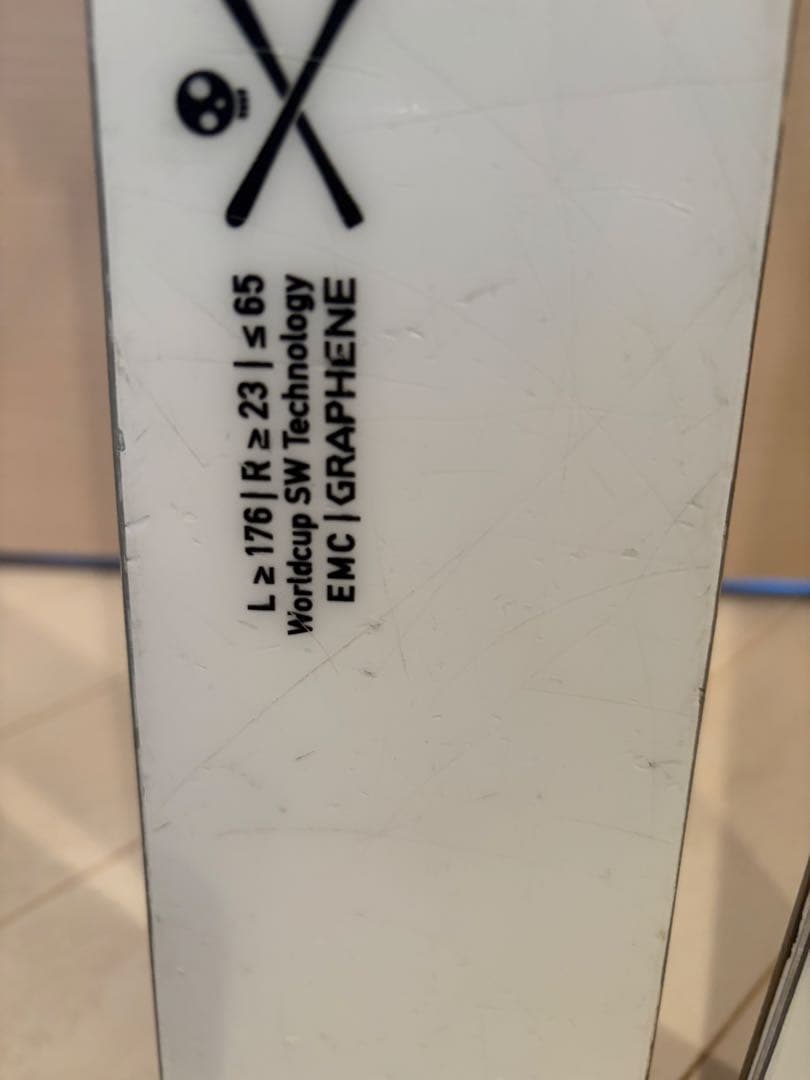 L ≥ 176 | R ≥ 23 | ≤ 65
Worldcup SW Technology
EMC | GRAPHENE